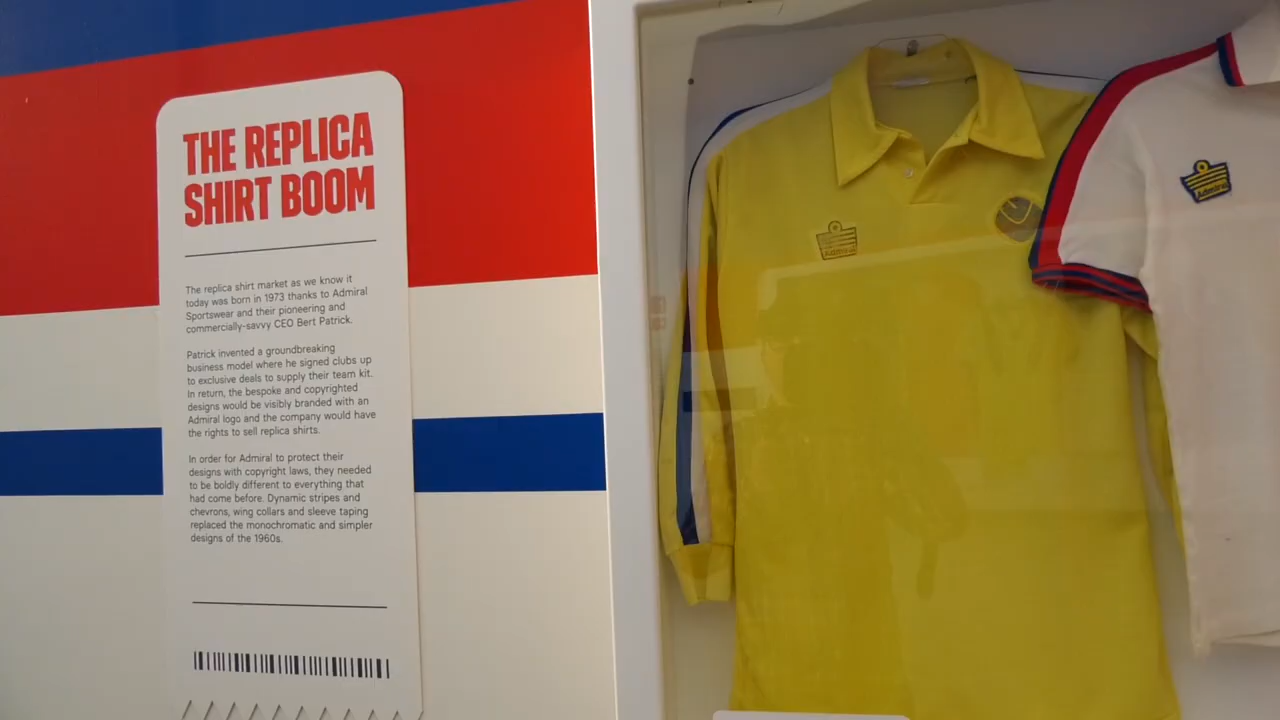 THE REPLICA
SHIRT BOOM
The replica shirt market as we know it
today was born in 1973 thanks to Admiral
Sportswear and their pioneering and
commercially-savvy CEO Bert Patrick.
Patrick invented a groundbreaking
business model where he signed clubs up
to exclusive deals to supply their team kit.
In return, the bespoke and copyrighted
designs would be visibly branded with an
Admiral logo and the company would have
the rights to sell replica shirts.
In order for Admiral to protect their
designs with copyright laws, they needed
to be boldly different to everything that
had come before. Dynamic stripes and
chevrons, wing collars and sleeve taping
replaced the monochromatic and simpler
designs of the 1960s.
Admiral
Admiral